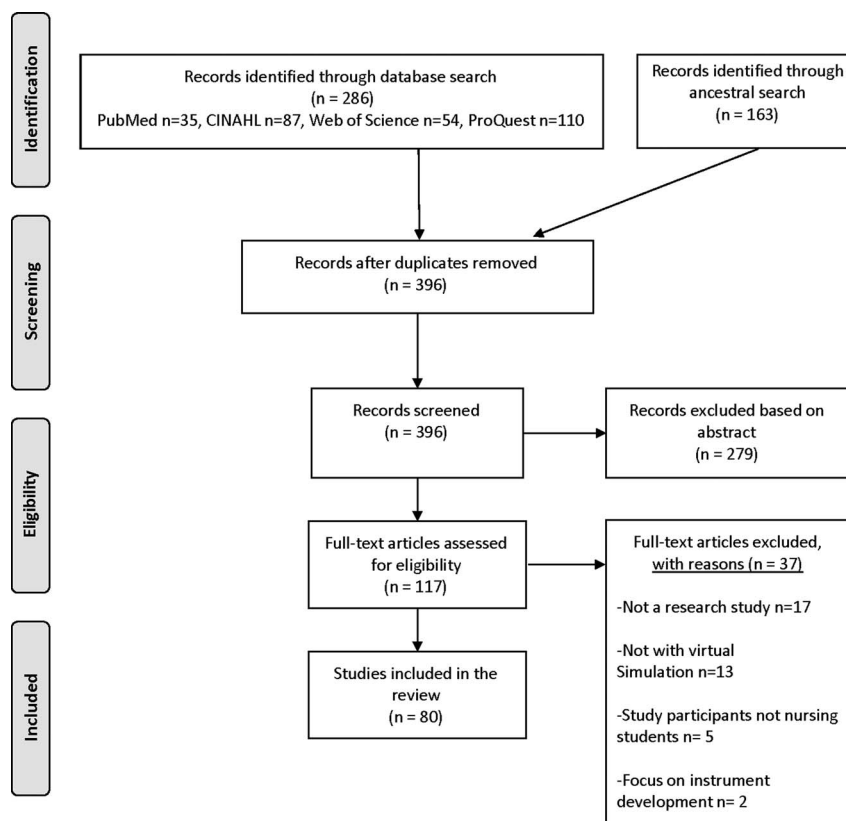 Identification
Records identified through database search
(n = 286)
PubMed n=35, CINAHL n=87, Web of Science n=54, ProQuest n=110
Records identified through
ancestral search
(n = 163)
Screening
Records after duplicates removed
(n = 396)
Records screened
(n = 396)
Records excluded based on
abstract
(n = 279)
Eligibility
Full-text articles assessed
for eligibility
(n = 117)
Full-text articles excluded,
with reasons (n = 37)
-Not a research study n=17
-Not with virtual
Simulation n=13
-Study participants not nursing
students n= 5
-Focus on instrument
development n= 2
Included
Studies included in the
review
(n = 80)